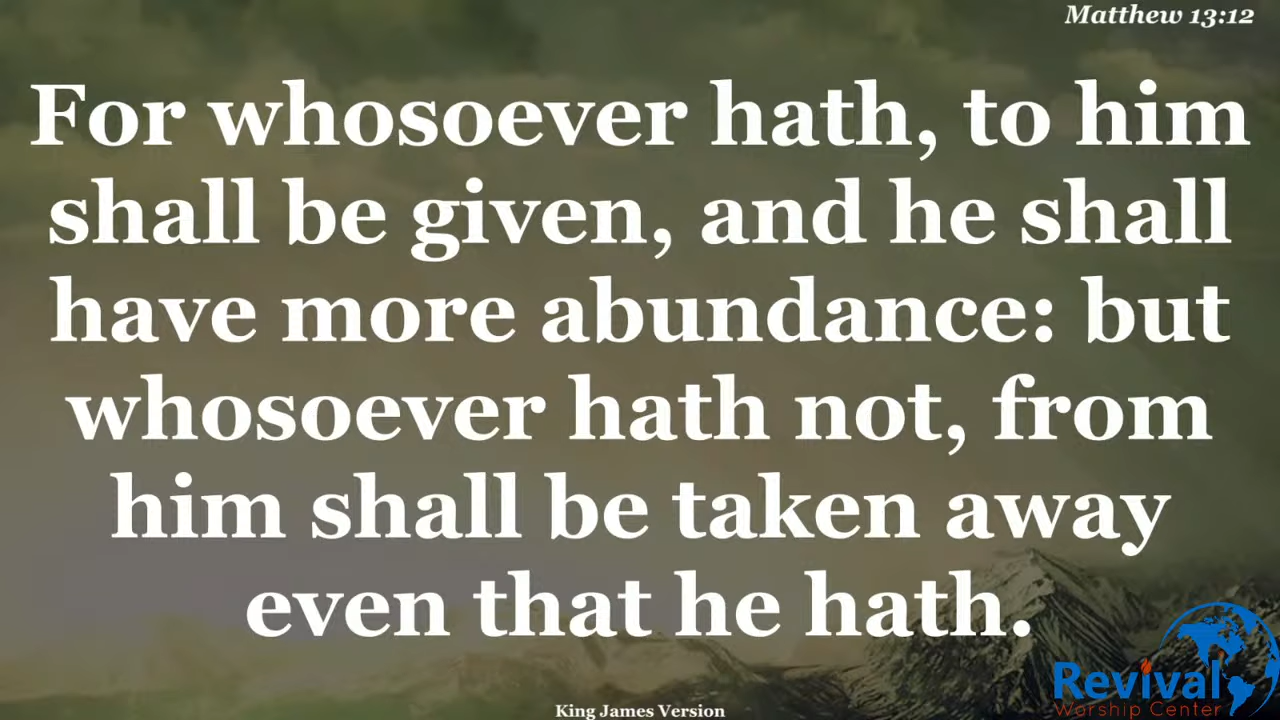 Matthew 13:12
For whosoever hath, to him
shall be given, and he shall
have more abundance: but
whosoever hath not, from
him shall be taken away
even that he hath.
Revival
Worship Center
King James Version